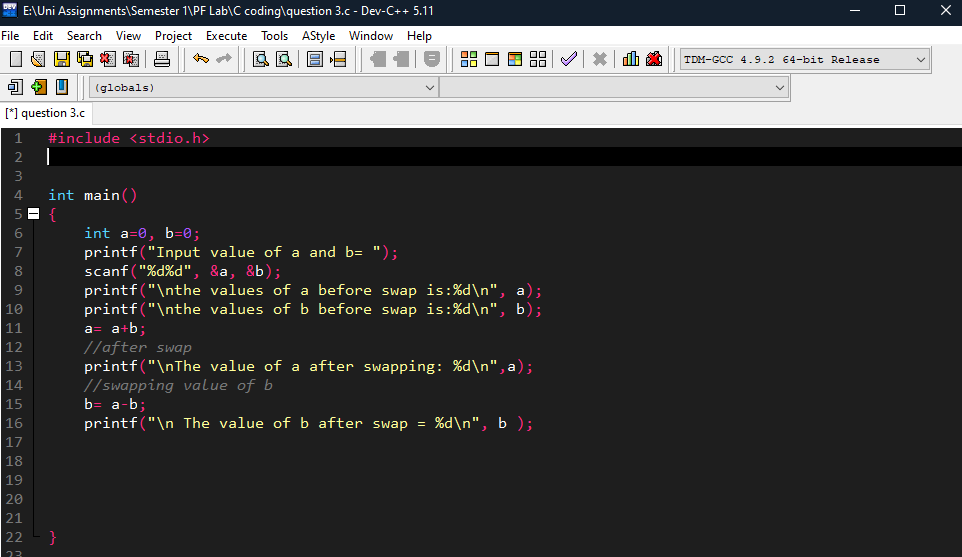 E:\Uni Assignments\Semester 1\PF Lab\C coding\question 3.c - Dev-C++ 5.11
File Edit Search View Project Execute Tools AStyle Window Help
TDM-GCC 4.9.2 64-bit Release
(globals)
[*] question 3.c
1 #include <stdio.h>
2
3
4 int main()
5 {
6 int a=0, b=0;
7 printf("Input value of a and b= ");
8 scanf("%d%d", &a, &b);
9 printf("\nthe values of a before swap is:%d\n", a);
10 printf("\nthe values of b before swap is:%d\n", b);
11 a= a+b;
12 //after swap
13 printf("\nThe value of a after swapping: %d\n",a);
14 //swapping value of b
15 b= a-b;
16 printf("\n The value of b after swap = %d\n", b );
17
18
19
20
21
22 }
23